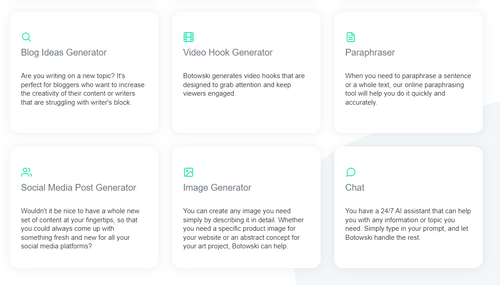 Blog Ideas Generator
Are you writing on a new topic? It's
perfect for bloggers who want to increase
the creativity of their content or writers
that are struggling with writer's block.
Video Hook Generator
Botowski generates video hooks that are
designed to grab attention and keep
viewers engaged.
Paraphraser
When you need to paraphrase a sentence
or a whole text, our online paraphrasing
tool will help you do it quickly and
accurately.
Social Media Post Generator
Wouldn't it be nice to have a whole new
set of content at your fingertips, so that
you could always come up with
something fresh and new for all your
social media platforms?
Image Generator
You can create any image you need
simply by describing it in detail. Whether
you need a specific product image for
your website or an abstract concept for
your art project, Botowski can help.
Chat
You have a 24/7 AI assistant that can help
you with any information or topic you
need. Simply type in your prompt, and let
Botowski handle the rest.